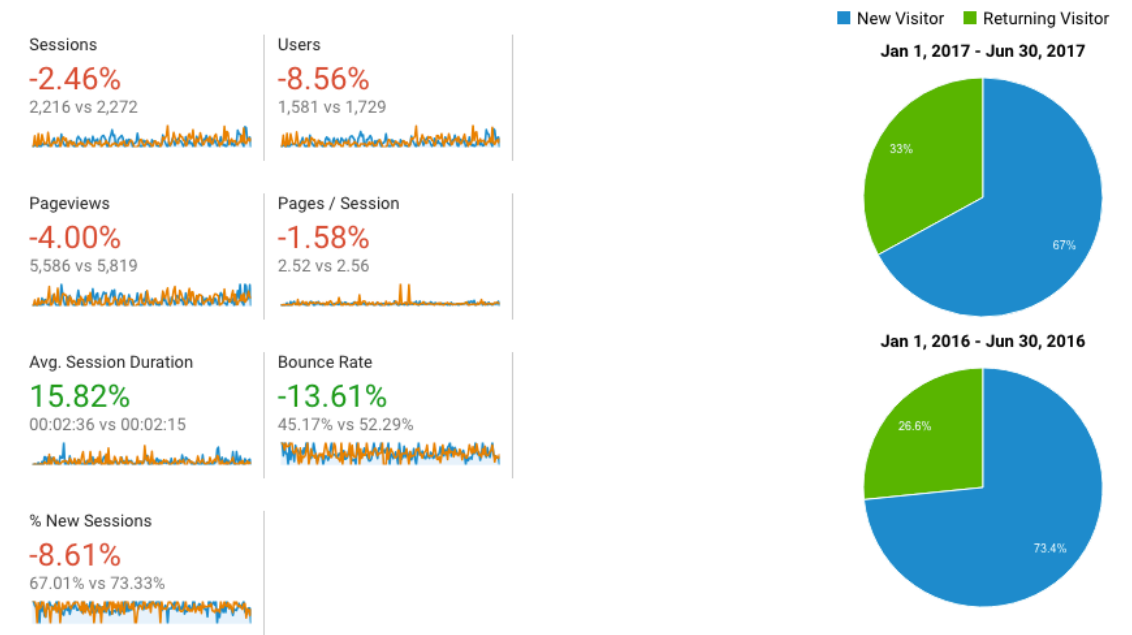 New Visitor
Returning Visitor
Jan 1, 2017 - Jun 30, 2017
33%
67%
Jan 1, 2016 - Jun 30, 2016
26.6%
73.4%
Sessions
-2.46%
2,216 vs 2,272
Users
-8.56%
1,581 vs 1,729
Pageviews
-4.00%
5,586 vs 5,819
Pages / Session
-1.58%
2.52 vs 2.56
Avg. Session Duration
15.82%
00:02:36 vs 00:02:15
Bounce Rate
-13.61%
45.17% vs 52.29%
% New Sessions
-8.61%
67.01% vs 73.33%